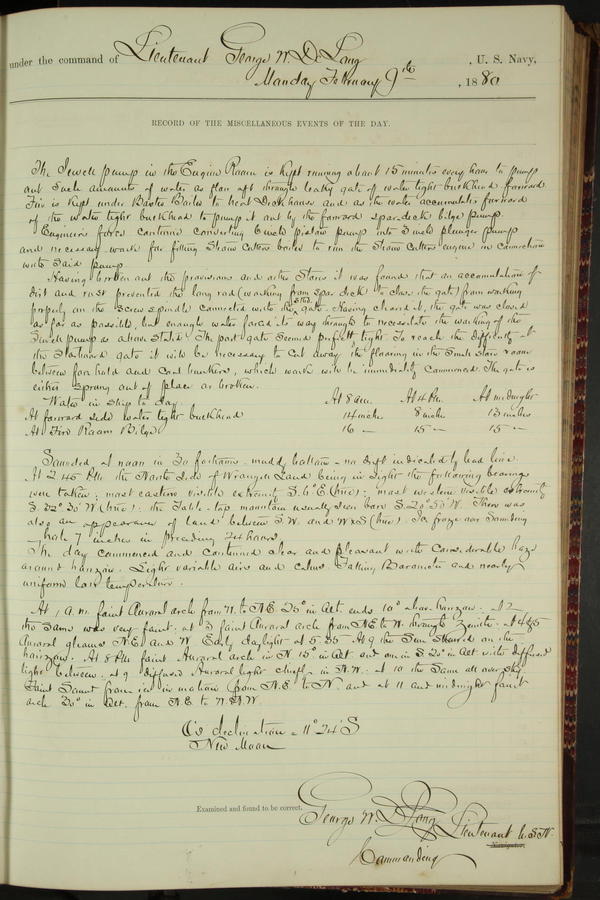 under the command of Lieutenant George W. De Long, U. S. Navy,
Monday February 9th, 1880
RECORD OF THE MISCELLANEOUS EVENTS OF THE DAY.
The Sewell pump in the Engine Room is kept running about 15 minutes every hour to pump
out such amounts of water as flow aft through leaky gate of water tight bulkhead forward.
Fire is kept under Baxter Boiler to heat Deckhouse and as the water accumulates forward
of the water tight bulkhead to pump it out by the forward spardeck bilge pump.
Engineers force continue converting 6 inch piston pump into 3 inch plunger pump
and necessary work for fitting Steam Cutters boiler to run the Steam Cutters engine in connection
with said pump
Having broken out the provisions and other stores it was found that an accumulation of
dirt and rust prevented the long rod (working from spar deck to close the gate) from working
properly on the screw spindle connected with the stbd. gate. Having cleared it, the gate was closed
as far as possible, but enough water forced its way through to necessitate the working of the
Sewell pump as above stated. The port gate seemed perfectly tight. To reach the difficulty at
the starboard gate it will be necessary to cut away the flooring in the small store room
between fore hold and coal bunkers, which work will be immediately commenced. The gate is
either sprung out of place or broken.
Water in ship to day At 8 am. At 4 Pm. At midnight
At forward side water tight bulkhead 14 inches 8 inches 13 inches
At Fire Room Bilge 16 — 15 — 15 —
Sounded at noon in 30 fathoms - muddy bottom - no drift indicated by lead line.
At 2 45 PM the North Side of Wrangel Land being in sight the following bearings
were taken: most eastern visible extremity S. 6° E (true): most western visible extremity
S. 22° 30' W (true): the Table-top mountain usually seen bore S. 20° 30' W. There was
also an appearance of land between S.W. and W x S (true). Ice froze over Sounding
hole 7 inches in preceding 24 hours
The day commenced and continued clear and pleasant with considerable haze
around horizon. Light variable airs and calms. Falling Barometer and nearly
uniform low temperature.
At 1 a.m. faint Auroral arch from N. to N.E. 25° in alt. ends 10° above horizon. at 2
the same was very faint. at 3 faint Auroral arch from N.E. to W. through Zenith. at 4 & 5
Auroral gleams N.E. and W. Early daylight at 5.35. At 9 the Sun showed on the
horizon. At 8 PM faint Auroral arch in N. 15° in alt. and one in S. 20° in alt. with diffused
light between. at 9 diffused Auroral light chiefly in N.W. at 10 the same all over sky.
Faint in motion from N.E. to N. and at 11 and midnight faint
arch 20° in alt. from N.E. to N.N.W.
O's declination = 11° 24' S
New Moon
Examined and found to be correct.
George W. De Long Lieutenant U.S.N.
Navigator.
Commanding